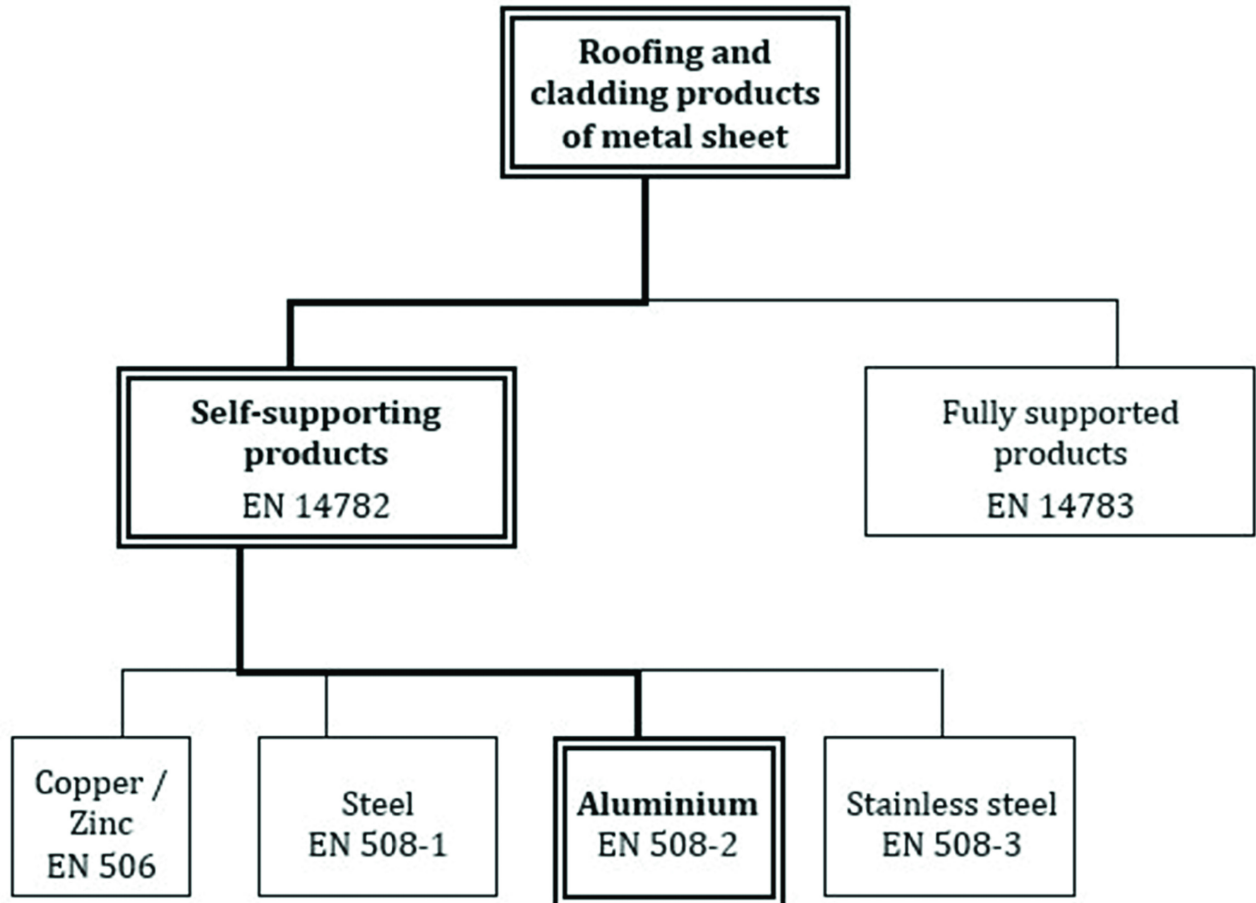 Roofing and
cladding products
of metal sheet
Self-supporting
products
EN 14782
Fully supported
products
EN 14783
Copper /
Zinc
EN 506
Steel
EN 508-1
Aluminium
EN 508-2
Stainless steel
EN 508-3